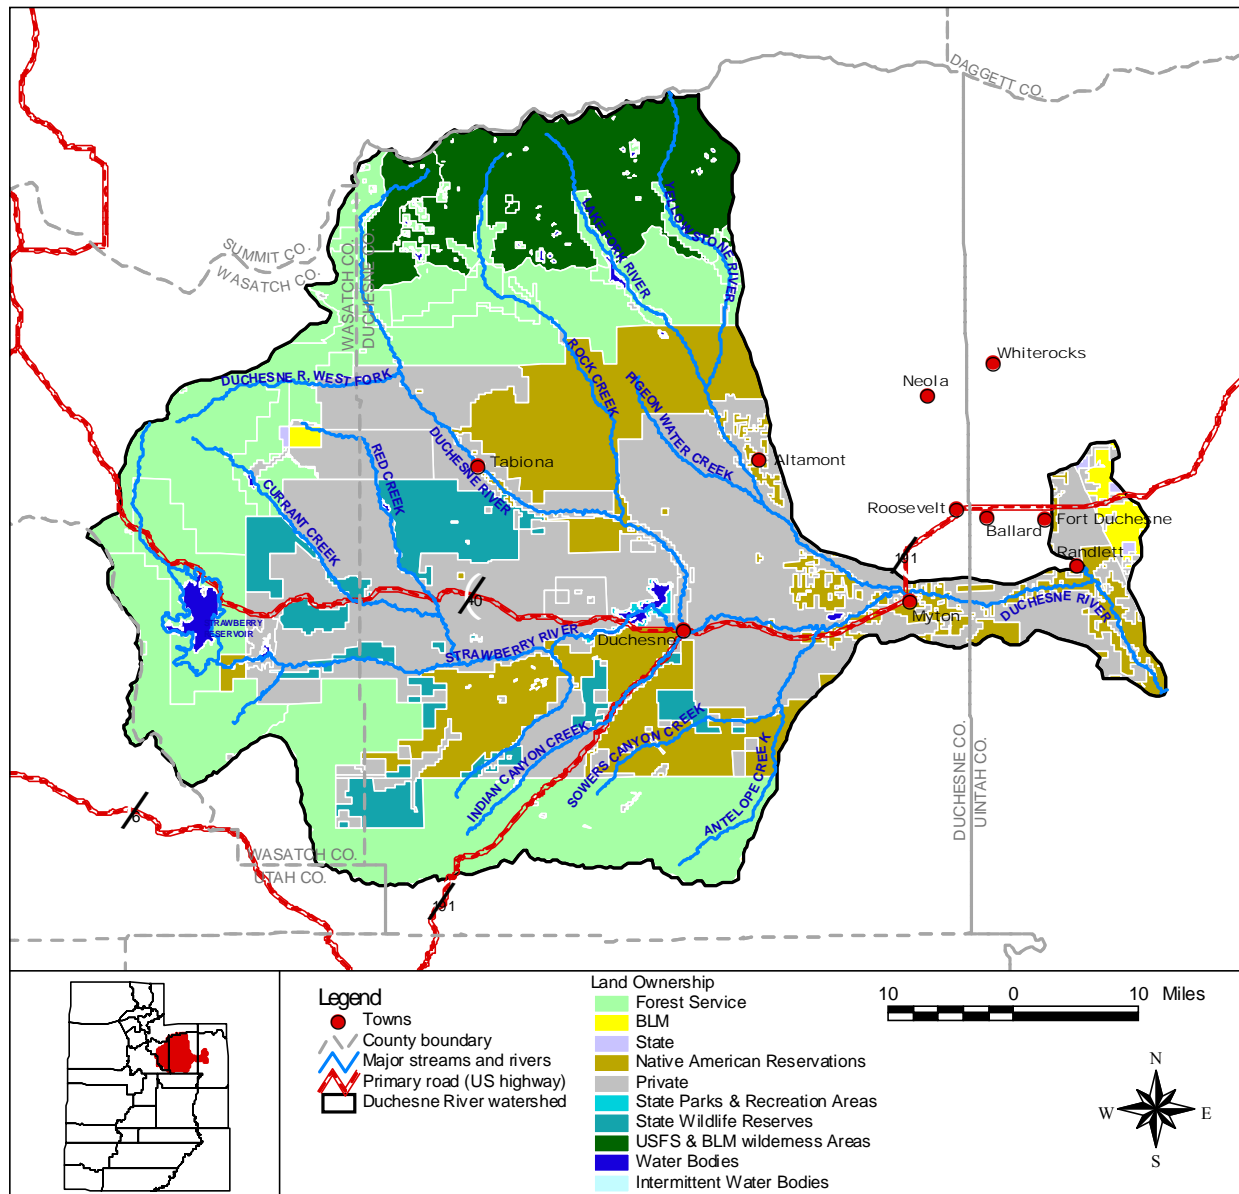 DAGGETT CO.
SUMMIT CO.
WASATCH CO.
WASATCH CO.
DUCHESNE CO.
LAKEFORK RIVER
YELLOWSTONE RIVER
Whiterocks
Neola
DUCHESNE R, WEST FORK
ROCK CREEK
PIGEON WATER CREEK
DUCHESNE RIVER
RED CREEK
CURRANT CREEK
Tabiona
Altamont
Roosevelt
Ballard
Fort Duchesne
Randlett
191
40
Myton
DUCHESNE RIVER
STRAWBERRY
RESERVOIR
STRAWBERRY RIVER
Duchesne
INDIAN CANYON CREEK
SOWERS CANYON CREEK
ANTELOPE CREEK
DUCHESNE CO.
UINTAH CO.
6
WASATCH CO.
UTAH CO.
191
Legend
Towns
County boundary
Major streams and rivers
Primary road (US highway)
Duchesne River watershed
Land Ownership
Forest Service
BLM
State
Native American Reservations
Private
State Parks & Recreation Areas
State Wildlife Reserves
USFS & BLM wilderness Areas
Water Bodies
Intermittent Water Bodies
10 0 10 Miles
N
W E
S